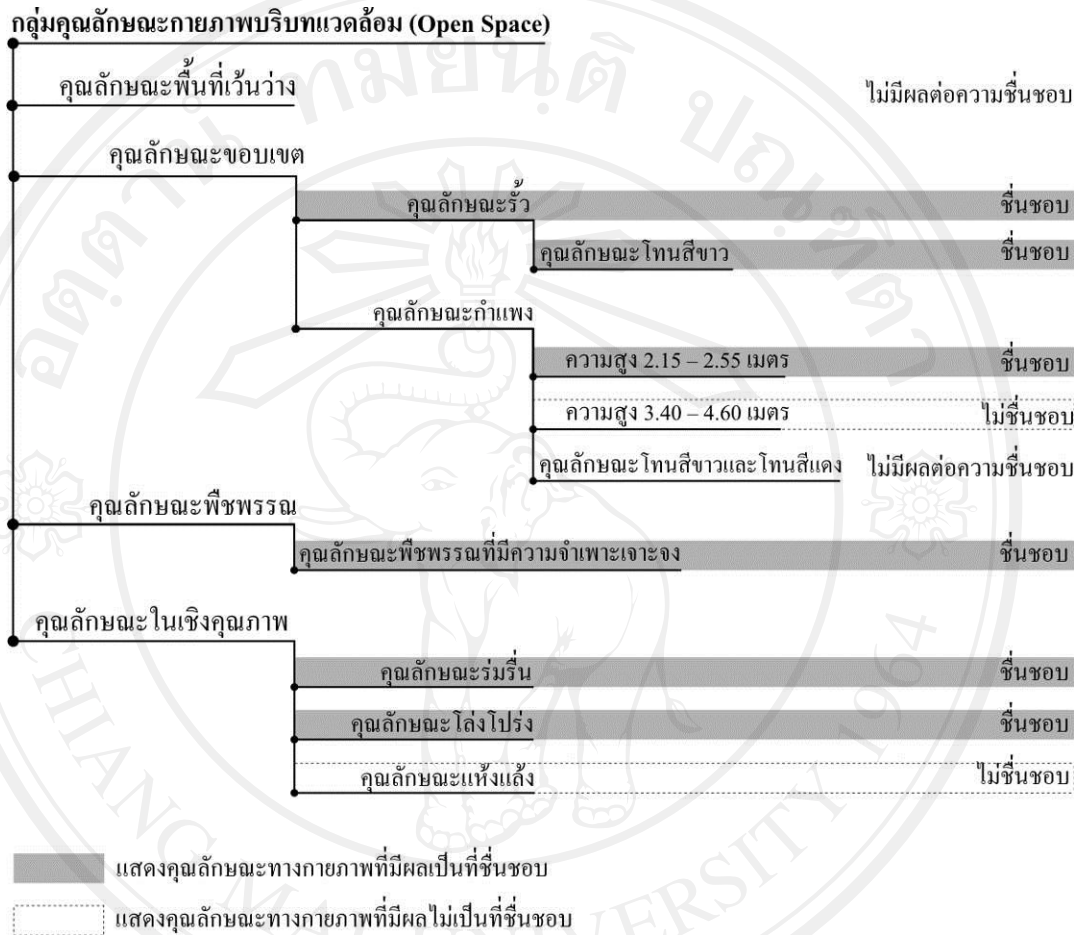 กลุ่มคุณลักษณะกายภาพบริบทแวดล้อม (Open Space)
คุณลักษณะพื้นที่เว้นว่าง ไม่มีผลต่อความชื่นชอบ
คุณลักษณะขอบเขต
คุณลักษณะรั้ว ชื่นชอบ
คุณลักษณะโทนสีขาว ชื่นชอบ
คุณลักษณะกำแพง
ความสูง 2.15 – 2.55 เมตร ชื่นชอบ
ความสูง 3.40 – 4.60 เมตร ไม่ชื่นชอบ
คุณลักษณะโทนสีขาวและโทนสีแดง ไม่มีผลต่อความชื่นชอบ
คุณลักษณะพืชพรรณ
คุณลักษณะพืชพรรณที่มีความจำเพาะเจาะจง ชื่นชอบ
คุณลักษณะในเชิงคุณภาพ
คุณลักษณะร่มรื่น ชื่นชอบ
คุณลักษณะโล่งโปร่ง ชื่นชอบ
คุณลักษณะแห้งแล้ง ไม่ชื่นชอบ
แสดงคุณลักษณะทางกายภาพที่มีผลเป็นที่ชื่นชอบ
แสดงคุณลักษณะทางกายภาพที่มีผลไม่เป็นที่ชื่นชอบ
อตฺตานํ ทมยนฺติ ปณฺฑิตา
CHIANG MAI UNIVERSITY 1964